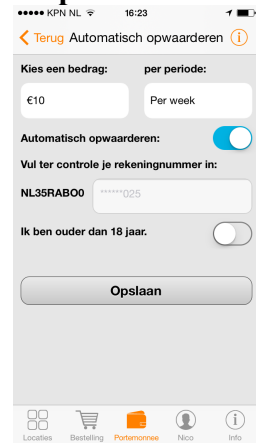 KPN NL 16:23
Terug Automatisch opwaarderen i
Kies een bedrag: per periode:
€10 Per week
Automatisch opwaarderen:
Vul ter controle je rekeningnummer in:
NL35RABO0 ******025
Ik ben ouder dan 18 jaar.
Opslaan
Locaties Bestelling Portemonnee Nico Info